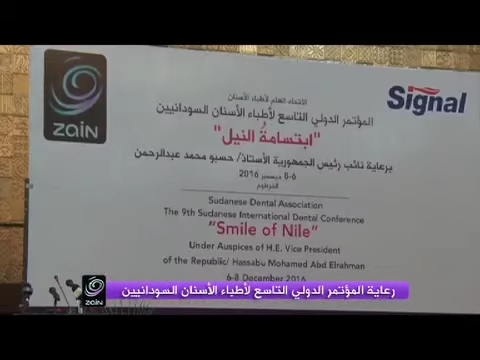 zain
Signal
الاتحاد العام لأطباء الأسنان
المؤتمر الدولي التاسع لأطباء الأسنان السودانيين
"ابتسامةُ النيل"
برعاية نائب رئيس الجمهورية الأستاذ/ حسبو محمد عبدالرحمن
6-8 ديسمبر 2016
الخرطوم
Sudanese Dental Association
The 9th Sudanese International Dental Conference
"Smile of Nile"
Under Auspices of H.E. Vice President
of the Republic/ Hassabu Mohamed Abd Elrahman
6-8 December 2016
zain
رعاية المؤتمر الدولي التاسع لأطباء الأسنان السودانيين